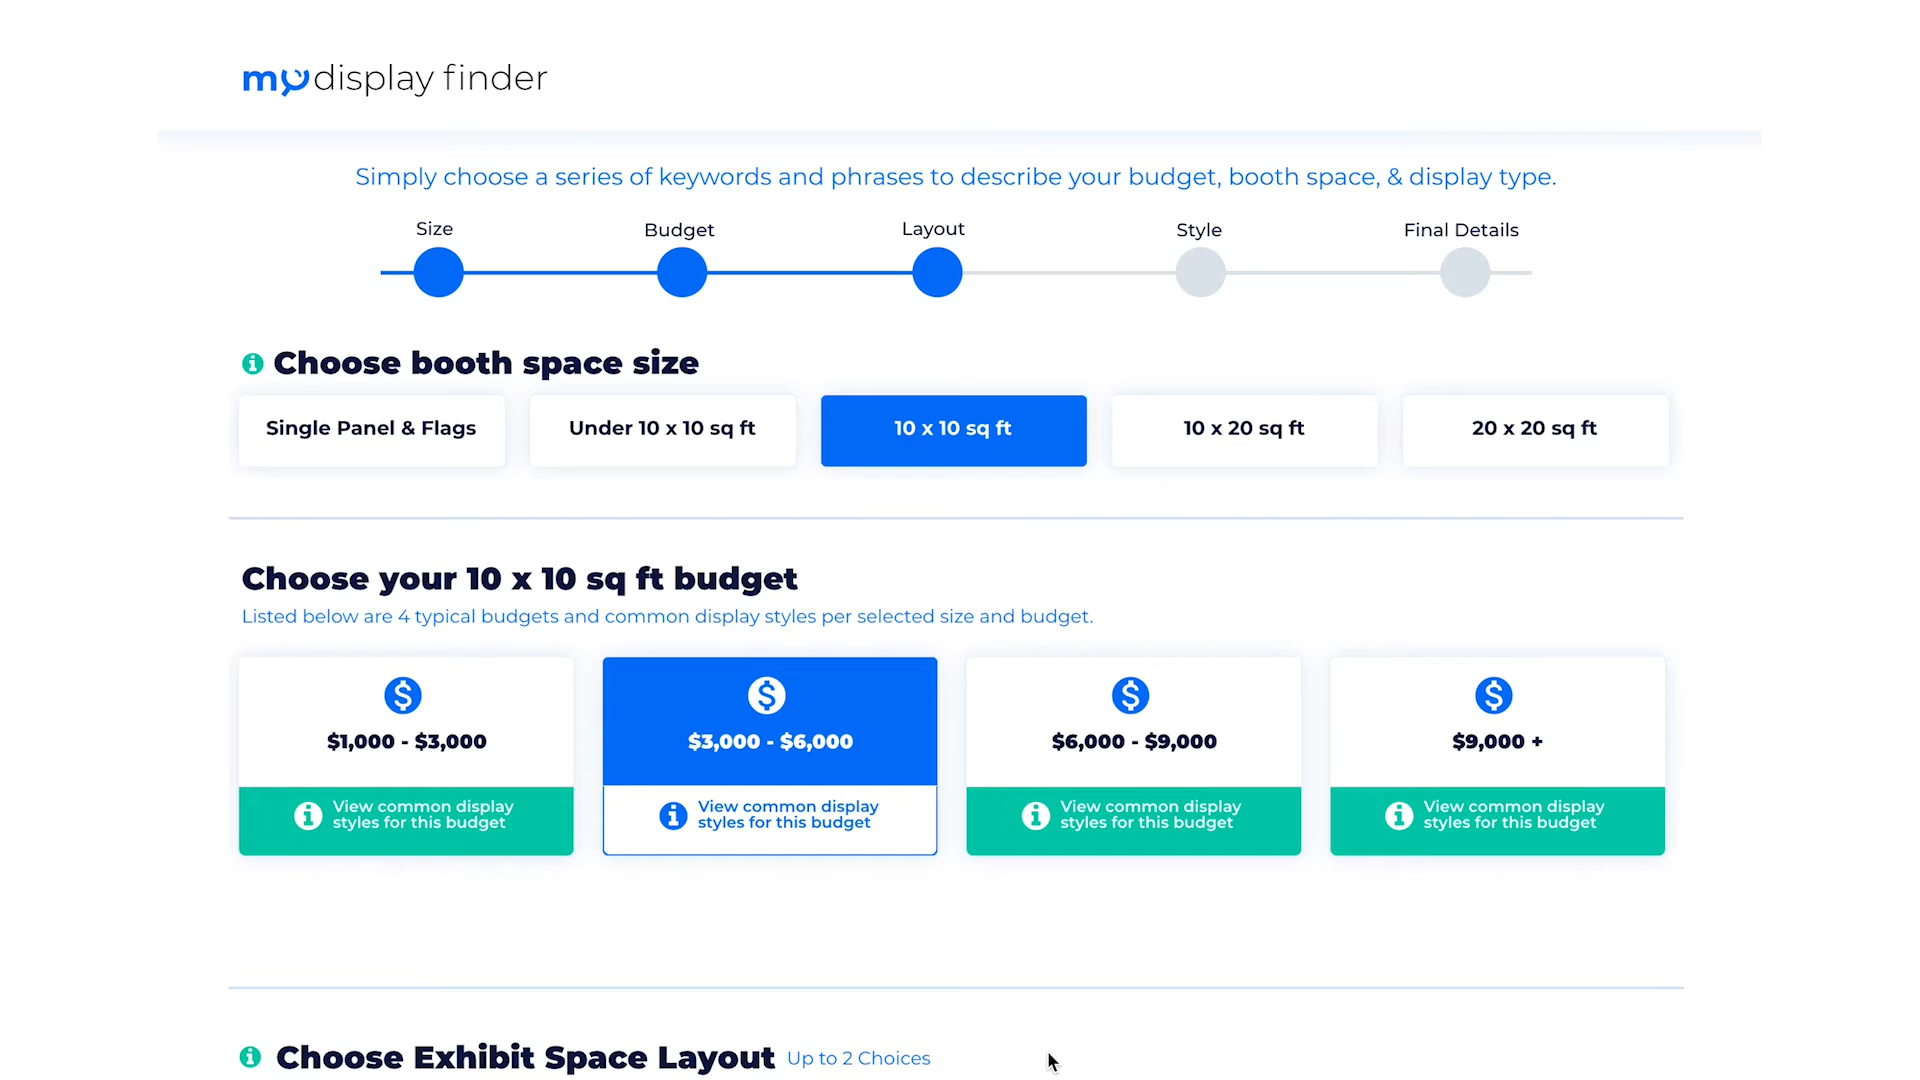 my display finder
Simply choose a series of keywords and phrases to describe your budget, booth space, & display type.
Size Budget Layout Style Final Details
Choose booth space size
Single Panel & Flags Under 10 x 10 sq ft 10 x 10 sq ft 10 x 20 sq ft 20 x 20 sq ft
Choose your 10 x 10 sq ft budget
Listed below are 4 typical budgets and common display styles per selected size and budget.
$1,000 - $3,000
View common display
styles for this budget
$3,000 - $6,000
View common display
styles for this budget
$6,000 - $9,000
View common display
styles for this budget
$9,000 +
View common display
styles for this budget
Choose Exhibit Space Layout Up to 2 Choices